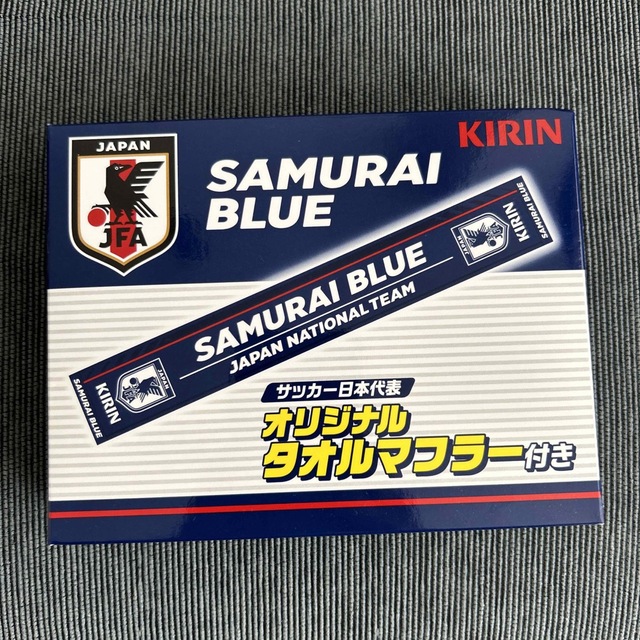 JAPAN
JFA
KIRIN
SAMURAI
BLUE
SAMURAI BLUE
KIRIN
SAMURAI BLUE
JAPAN NATIONAL TEAM
KIRIN
SAMURAI BLUE
サッカー日本代表
オリジナル
タオルマフラー付き